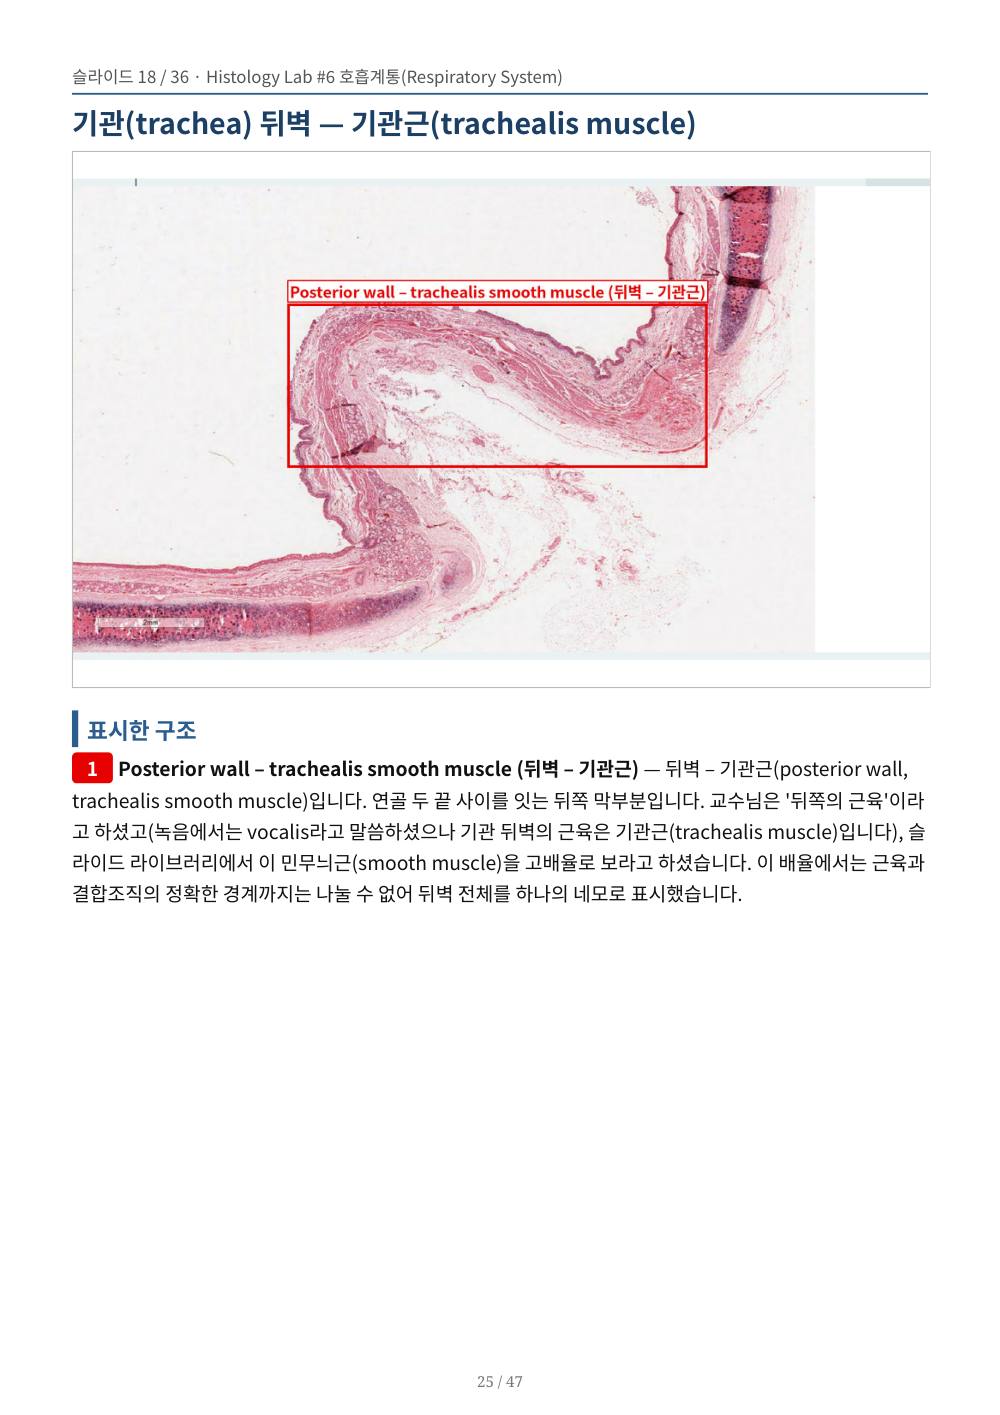 슬라이드 18 / 36 · Histology Lab #6 호흡계통(Respiratory System)
기관(trachea) 뒤벽 — 기관근(trachealis muscle)
Posterior wall – trachealis smooth muscle (뒤벽 – 기관근)
2mm
표시한 구조
1 Posterior wall – trachealis smooth muscle (뒤벽 – 기관근) — 뒤벽 – 기관근(posterior wall,
trachealis smooth muscle)입니다. 연골 두 끝 사이를 잇는 뒤쪽 막부분입니다. 교수님은 '뒤쪽의 근육'이라
고 하셨고(녹음에서는 vocalis라고 말씀하셨으나 기관 뒤벽의 근육은 기관근(trachealis muscle)입니다), 슬
라이드 라이브러리에서 이 민무늬근(smooth muscle)을 고배율로 보라고 하셨습니다. 이 배율에서는 근육과
결합조직의 정확한 경계까지는 나눌 수 없어 뒤벽 전체를 하나의 네모로 표시했습니다.
25 / 47